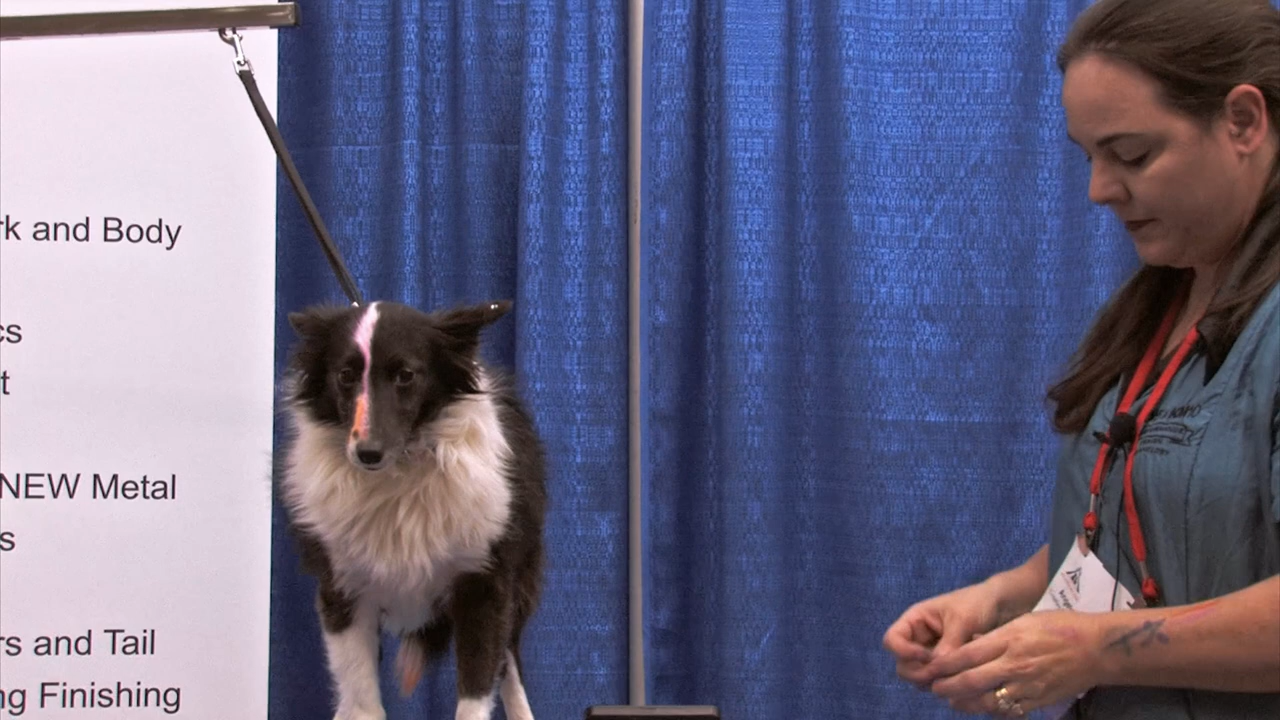 rk and Body
cs
t
NEW Metal
s
rs and Tail
ng Finishing